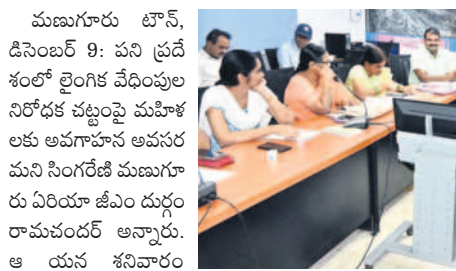 మణుగూరు టౌన్,
డిసెంబర్ 9: పని ప్రదే
శంలో లైంగిక వేధింపుల
నిరోధక చట్టంపై మహిళ
లకు అవగాహన అవసర
మని సింగరేణి మణుగూ
రు ఏరియా జీఎం దుర్గం
రామచందర్ అన్నారు.
ఆ యన శనివారం